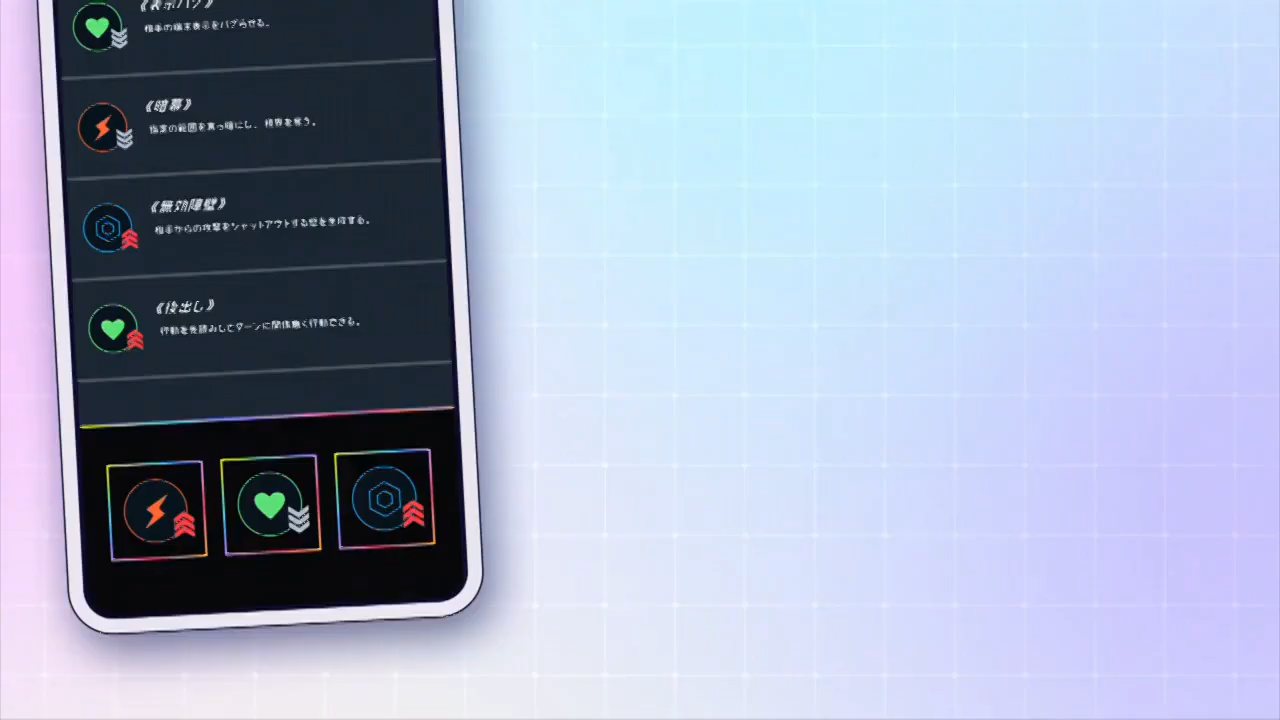 《表示バグ》
相手の端末表示をバグらせる。
《暗幕》
指定の範囲を真っ暗にし、視界を奪う。
《無効障壁》
相手からの攻撃をシャットアウトする壁を生成する。
《後出し》
行動を先読みしてターンに関係無く行動できる。